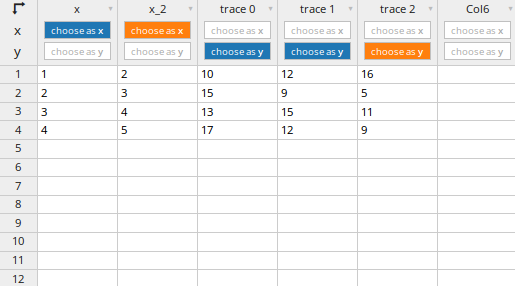 x x_2 trace 0 trace 1 trace 2 Col6
x choose as x choose as x choose as x choose as x choose as x choose as x
y choose as y choose as y choose as y choose as y choose as y choose as y
1 1 2 10 12 16
2 2 3 15 9 5
3 3 4 13 15 11
4 4 5 17 12 9
5
6
7
8
9
10
11
12